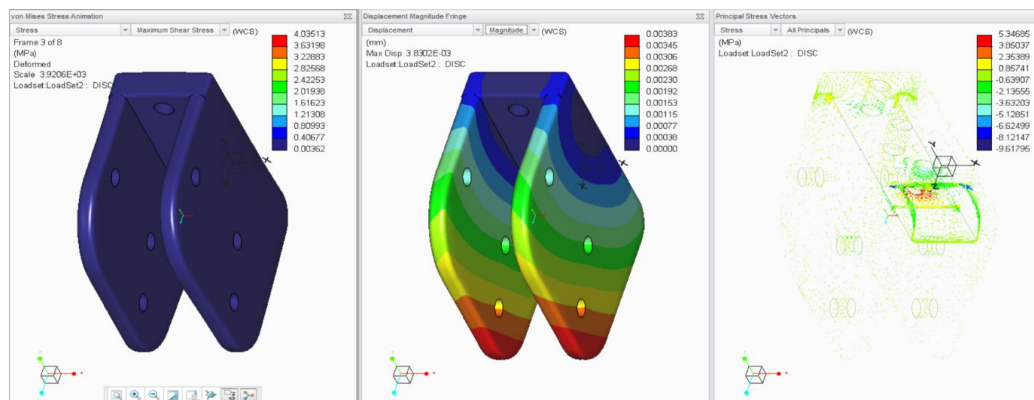 von Mises Stress Animation
Stress Maximum Shear Stress (WCS)
Frame 3 of 8
(MPa)
Deformed
Scale 3.9206E+03
Loadset:LoadSet2 : DISC
4.03513
3.63198
3.22883
2.82568
2.42253
2.01938
1.61623
1.21308
0.80993
0.40677
0.00362
Displacement Magnitude Fringe
Displacement Magnitude (WCS)
(mm)
Max Disp 3.8302E-03
Loadset:LoadSet2 : DISC
0.00383
0.00345
0.00306
0.00268
0.00230
0.00192
0.00153
0.00115
0.00077
0.00038
0.00000
Principal Stress Vectors
Stress All Principals (WCS)
(MPa)
Loadset:LoadSet2 : DISC
5.34685
3.85037
2.35389
0.85741
-0.63907
-2.13555
-3.63203
-5.12851
-6.62499
-8.12147
-9.61795
X
Y
X
Z